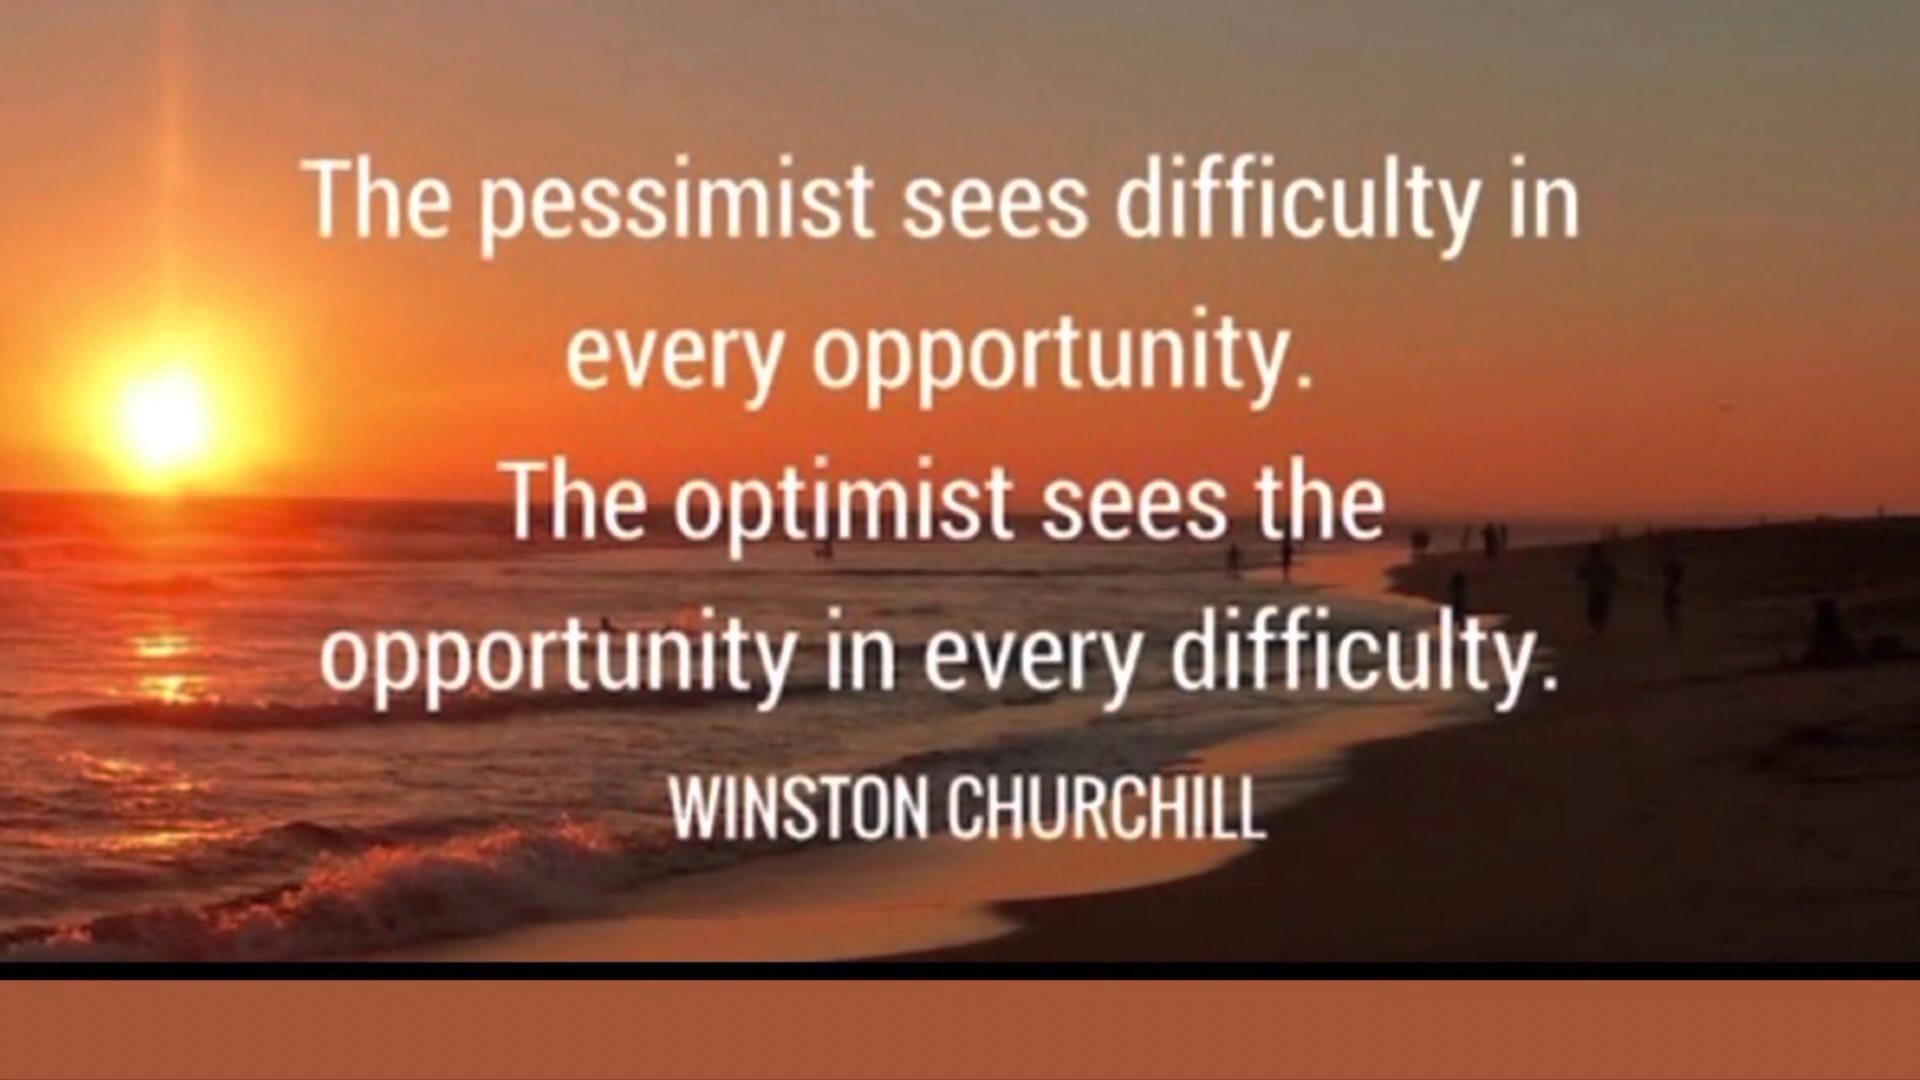 The pessimist sees difficulty in
every opportunity.
The optimist sees the
opportunity in every difficulty.
WINSTON CHURCHILL